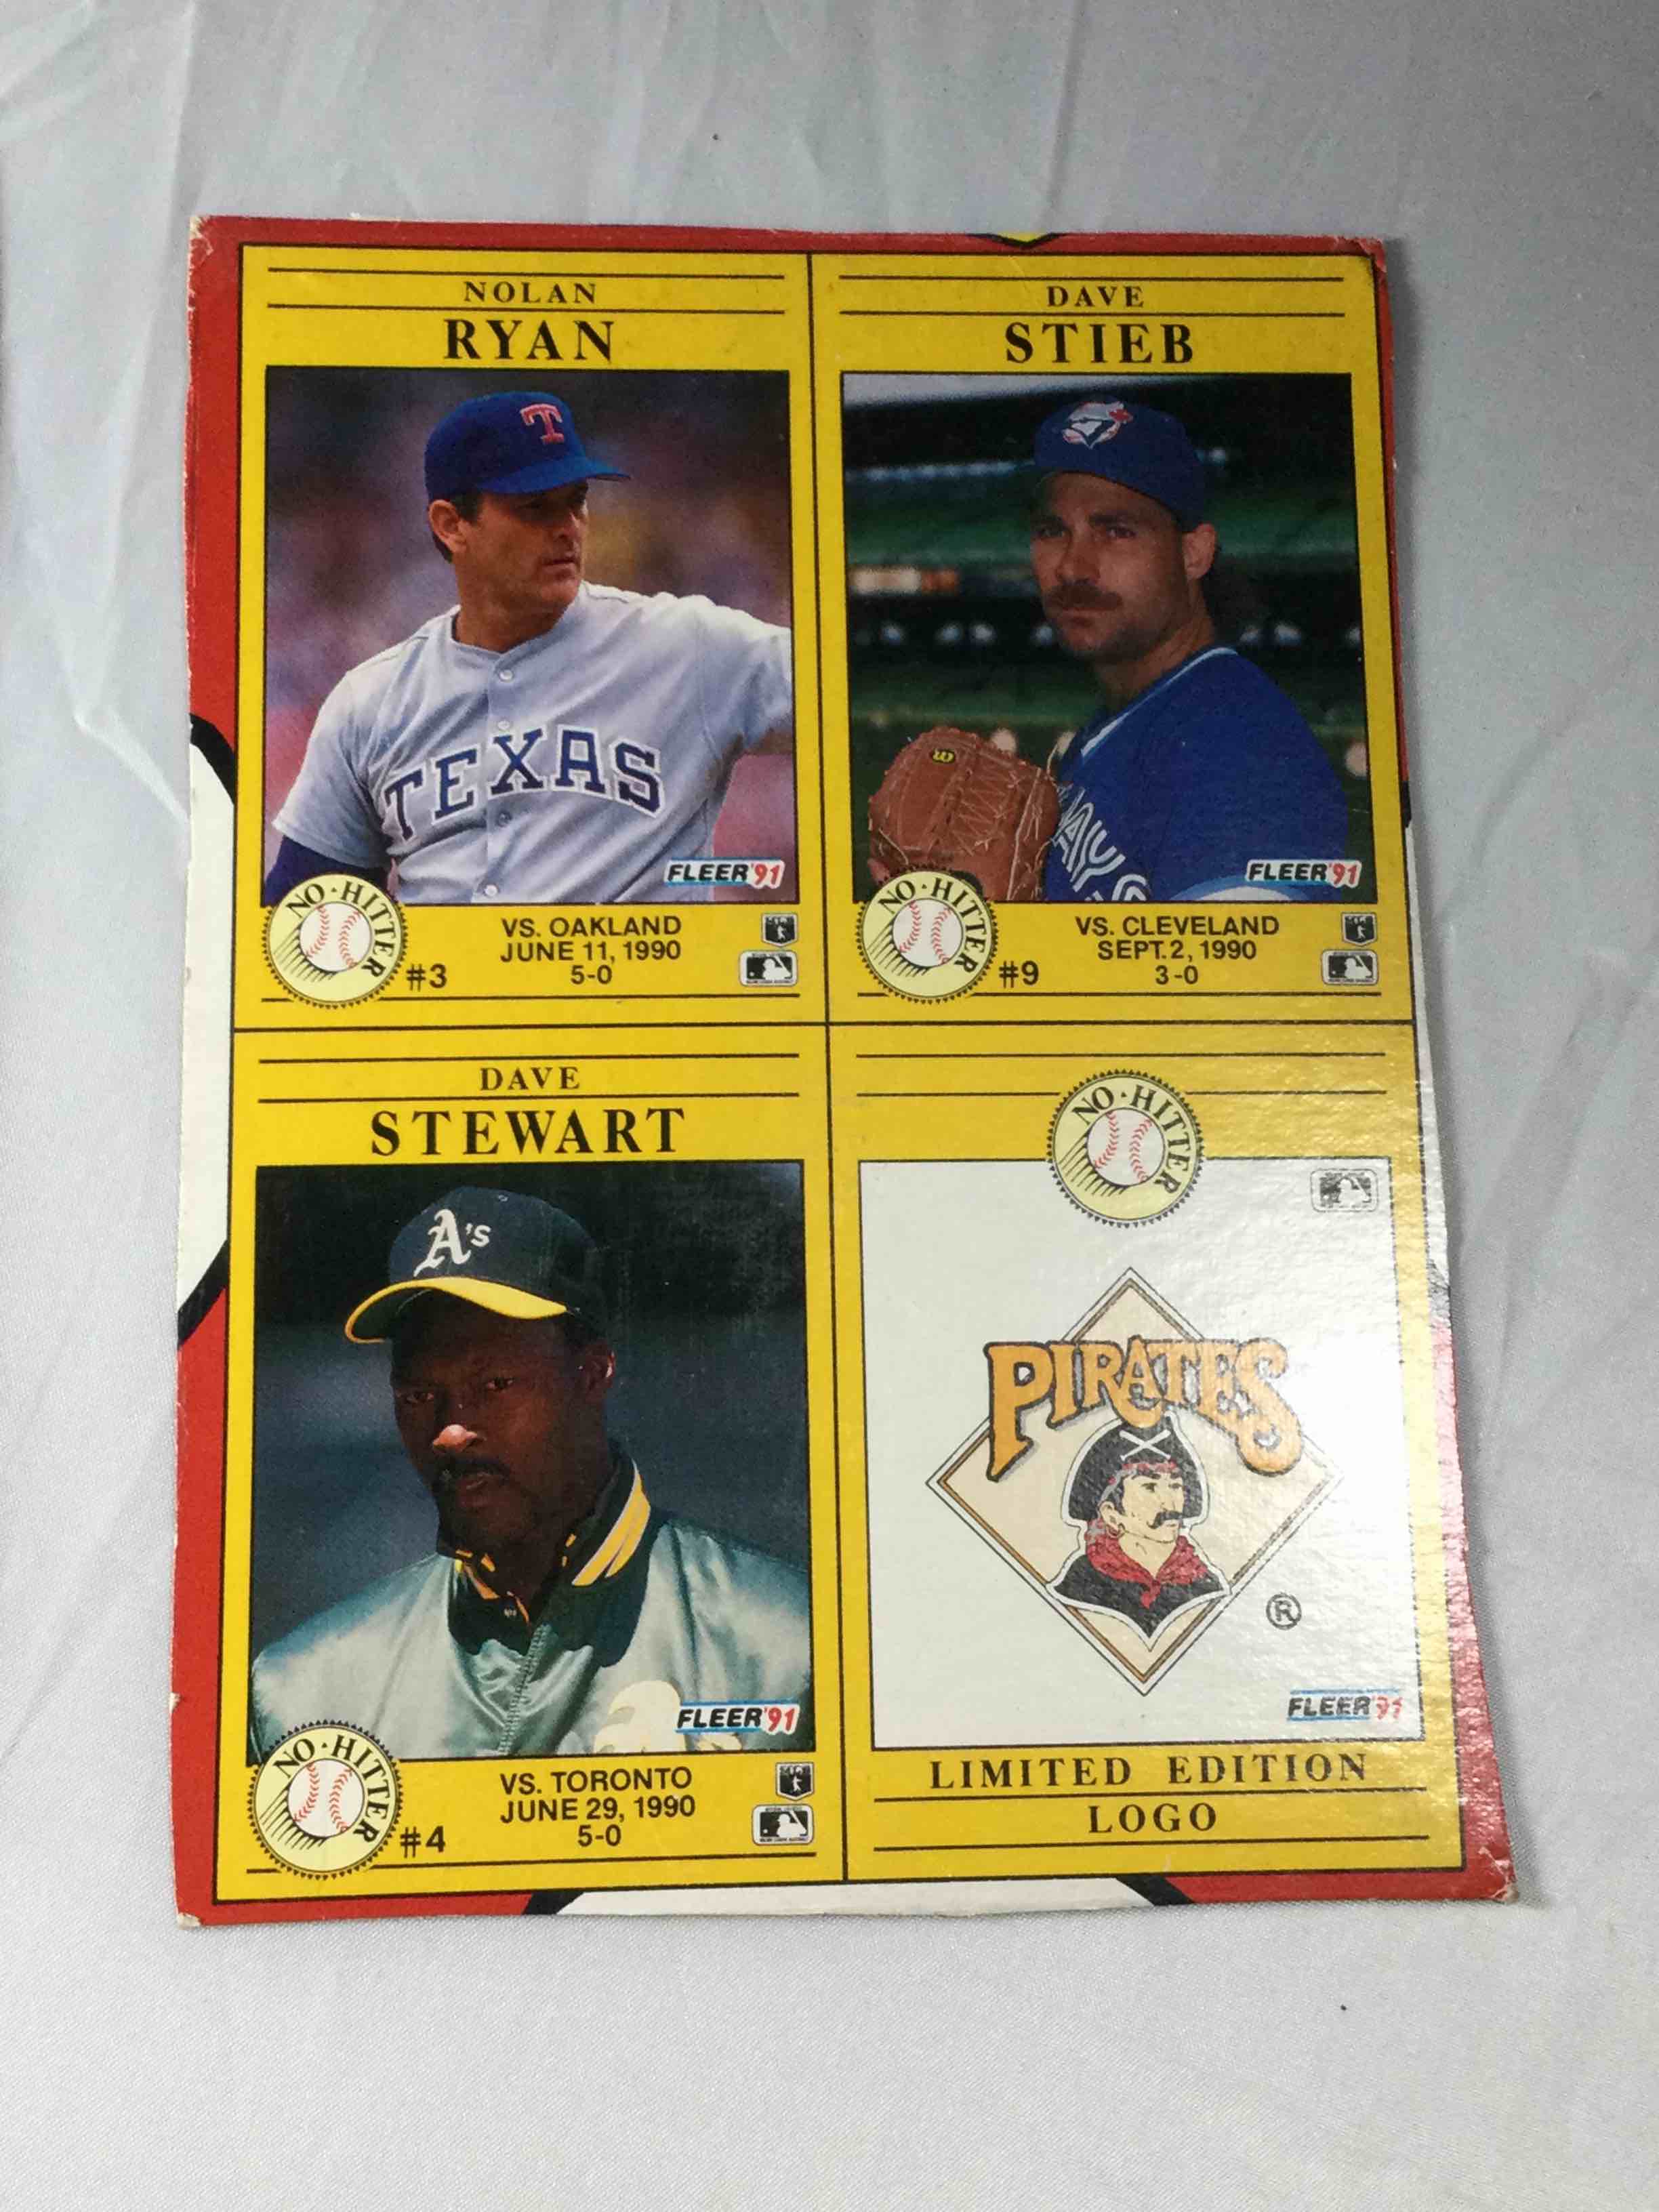 NOLAN
RYAN
T
TEXAS
FLEER'91
NO·HITTER
#3
VS. OAKLAND
JUNE 11, 1990
5-0
DAVE
STIEB
W
AYS
FLEER'91
NO·HITTER
#9
VS. CLEVELAND
SEPT. 2, 1990
3-0
DAVE
STEWART
A's
FLEER'91
NO·HITTER
#4
VS. TORONTO
JUNE 29, 1990
5-0
NO·HITTER
PIRATES
®
FLEER'91
LIMITED EDITION
LOGO